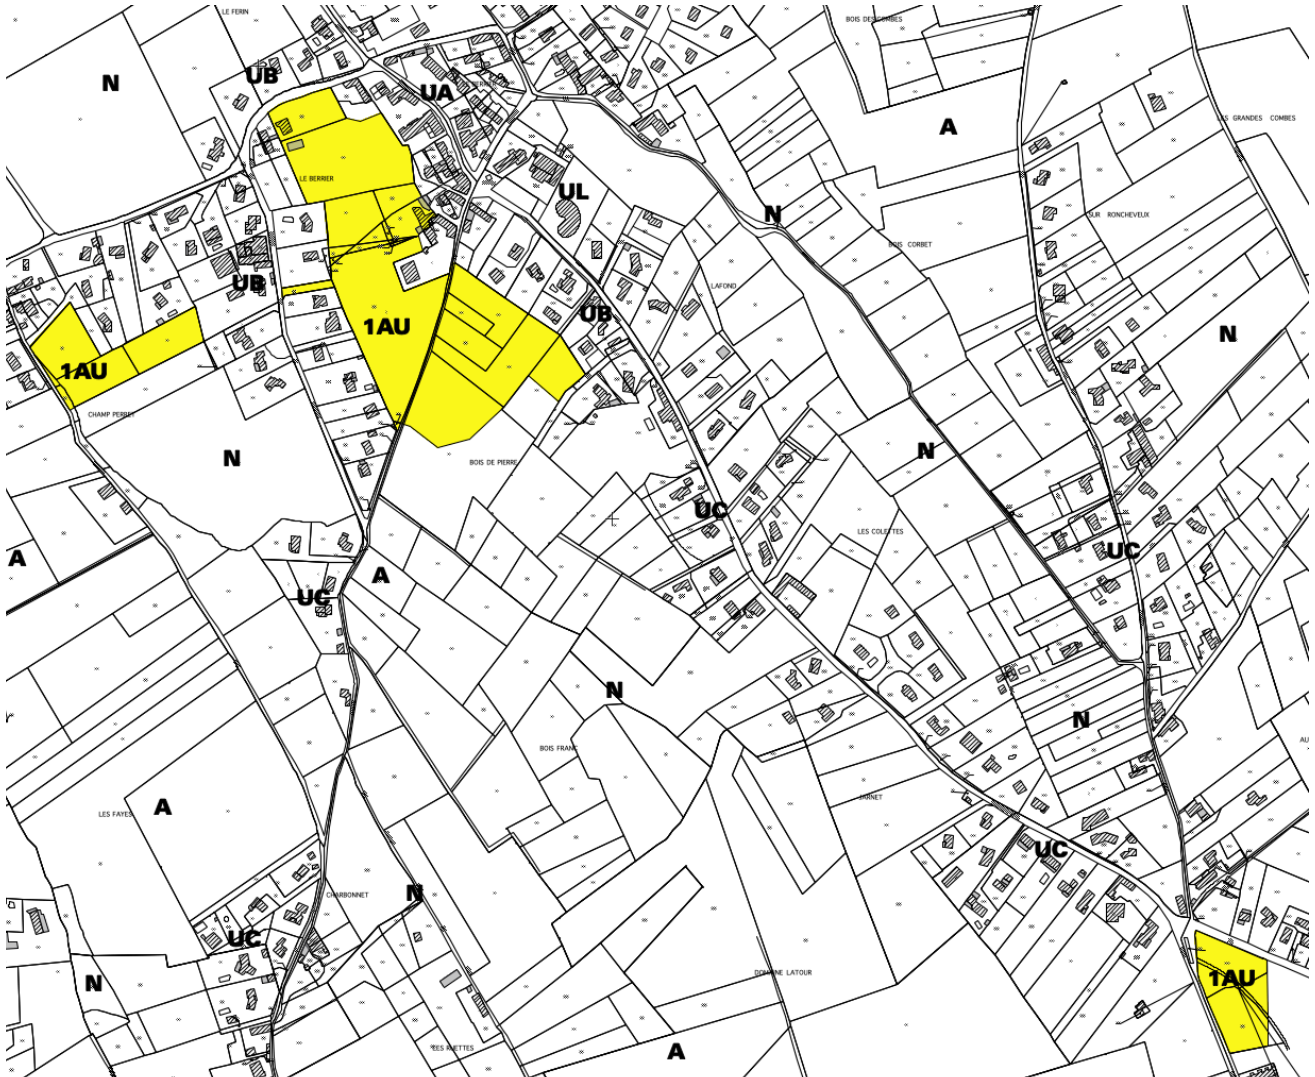 LE FERIN
BOIS DES COMBES
UB
N
UA
A
LES GRANDES COMBES
LE BERRIER
UL
N
SUR RONCHEVEUX
BOIS CORBET
UB
LAFOND
UB
1AU
N
1AU
CHAMP PERRET
N
N
BOIS DE PIERRE
UC
LES COLETTES
UC
A
A
UC
N
N
BOIS FRANC
JARNET
A
LES FAYES
UC
N
CHARBONNET
UC
DOMAINE LATOUR
1AU
N
LES RUETTES
A